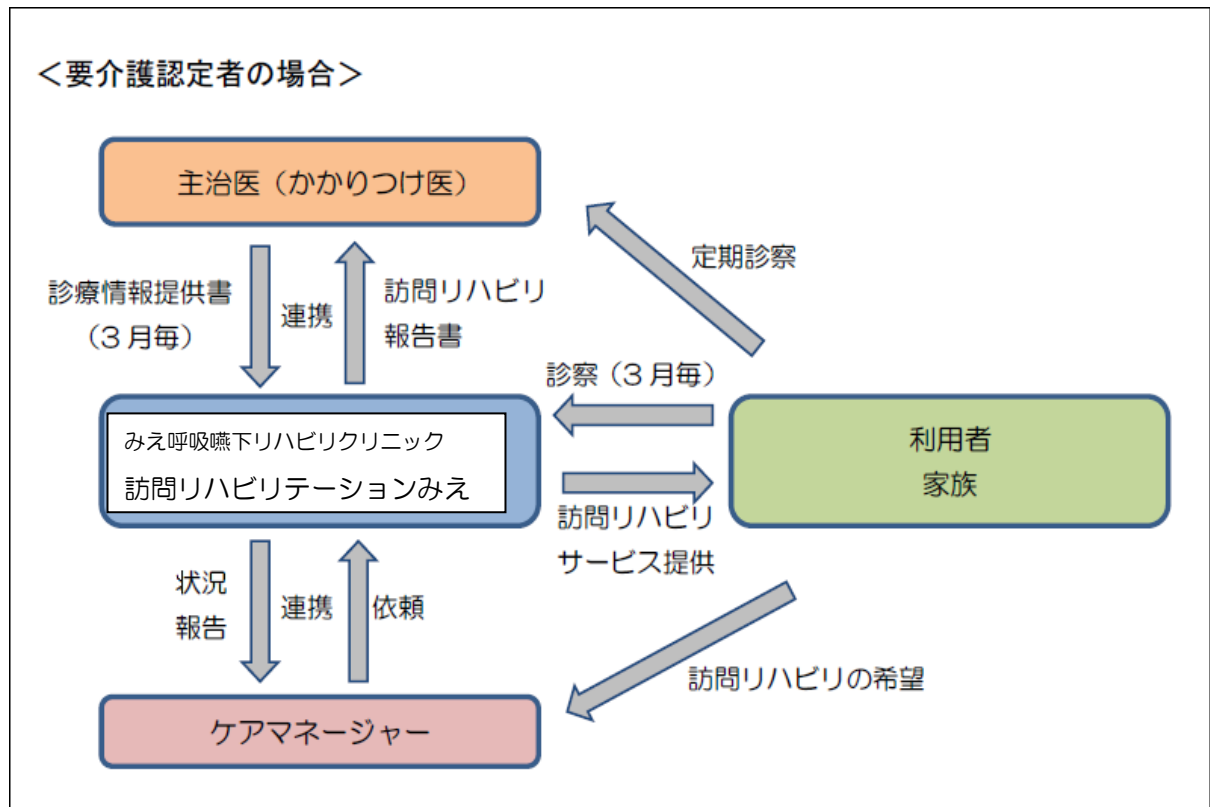 ＜要介護認定者の場合＞
主治医（かかりつけ医）
定期診察
診療情報提供書
（３月毎）
連携
訪問リハビリ
報告書
診察（３月毎）
みえ呼吸嚥下リハビリクリニック
訪問リハビリテーションみえ
利用者
家族
訪問リハビリ
サービス提供
状況
報告
連携
依頼
訪問リハビリの希望
ケアマネージャー